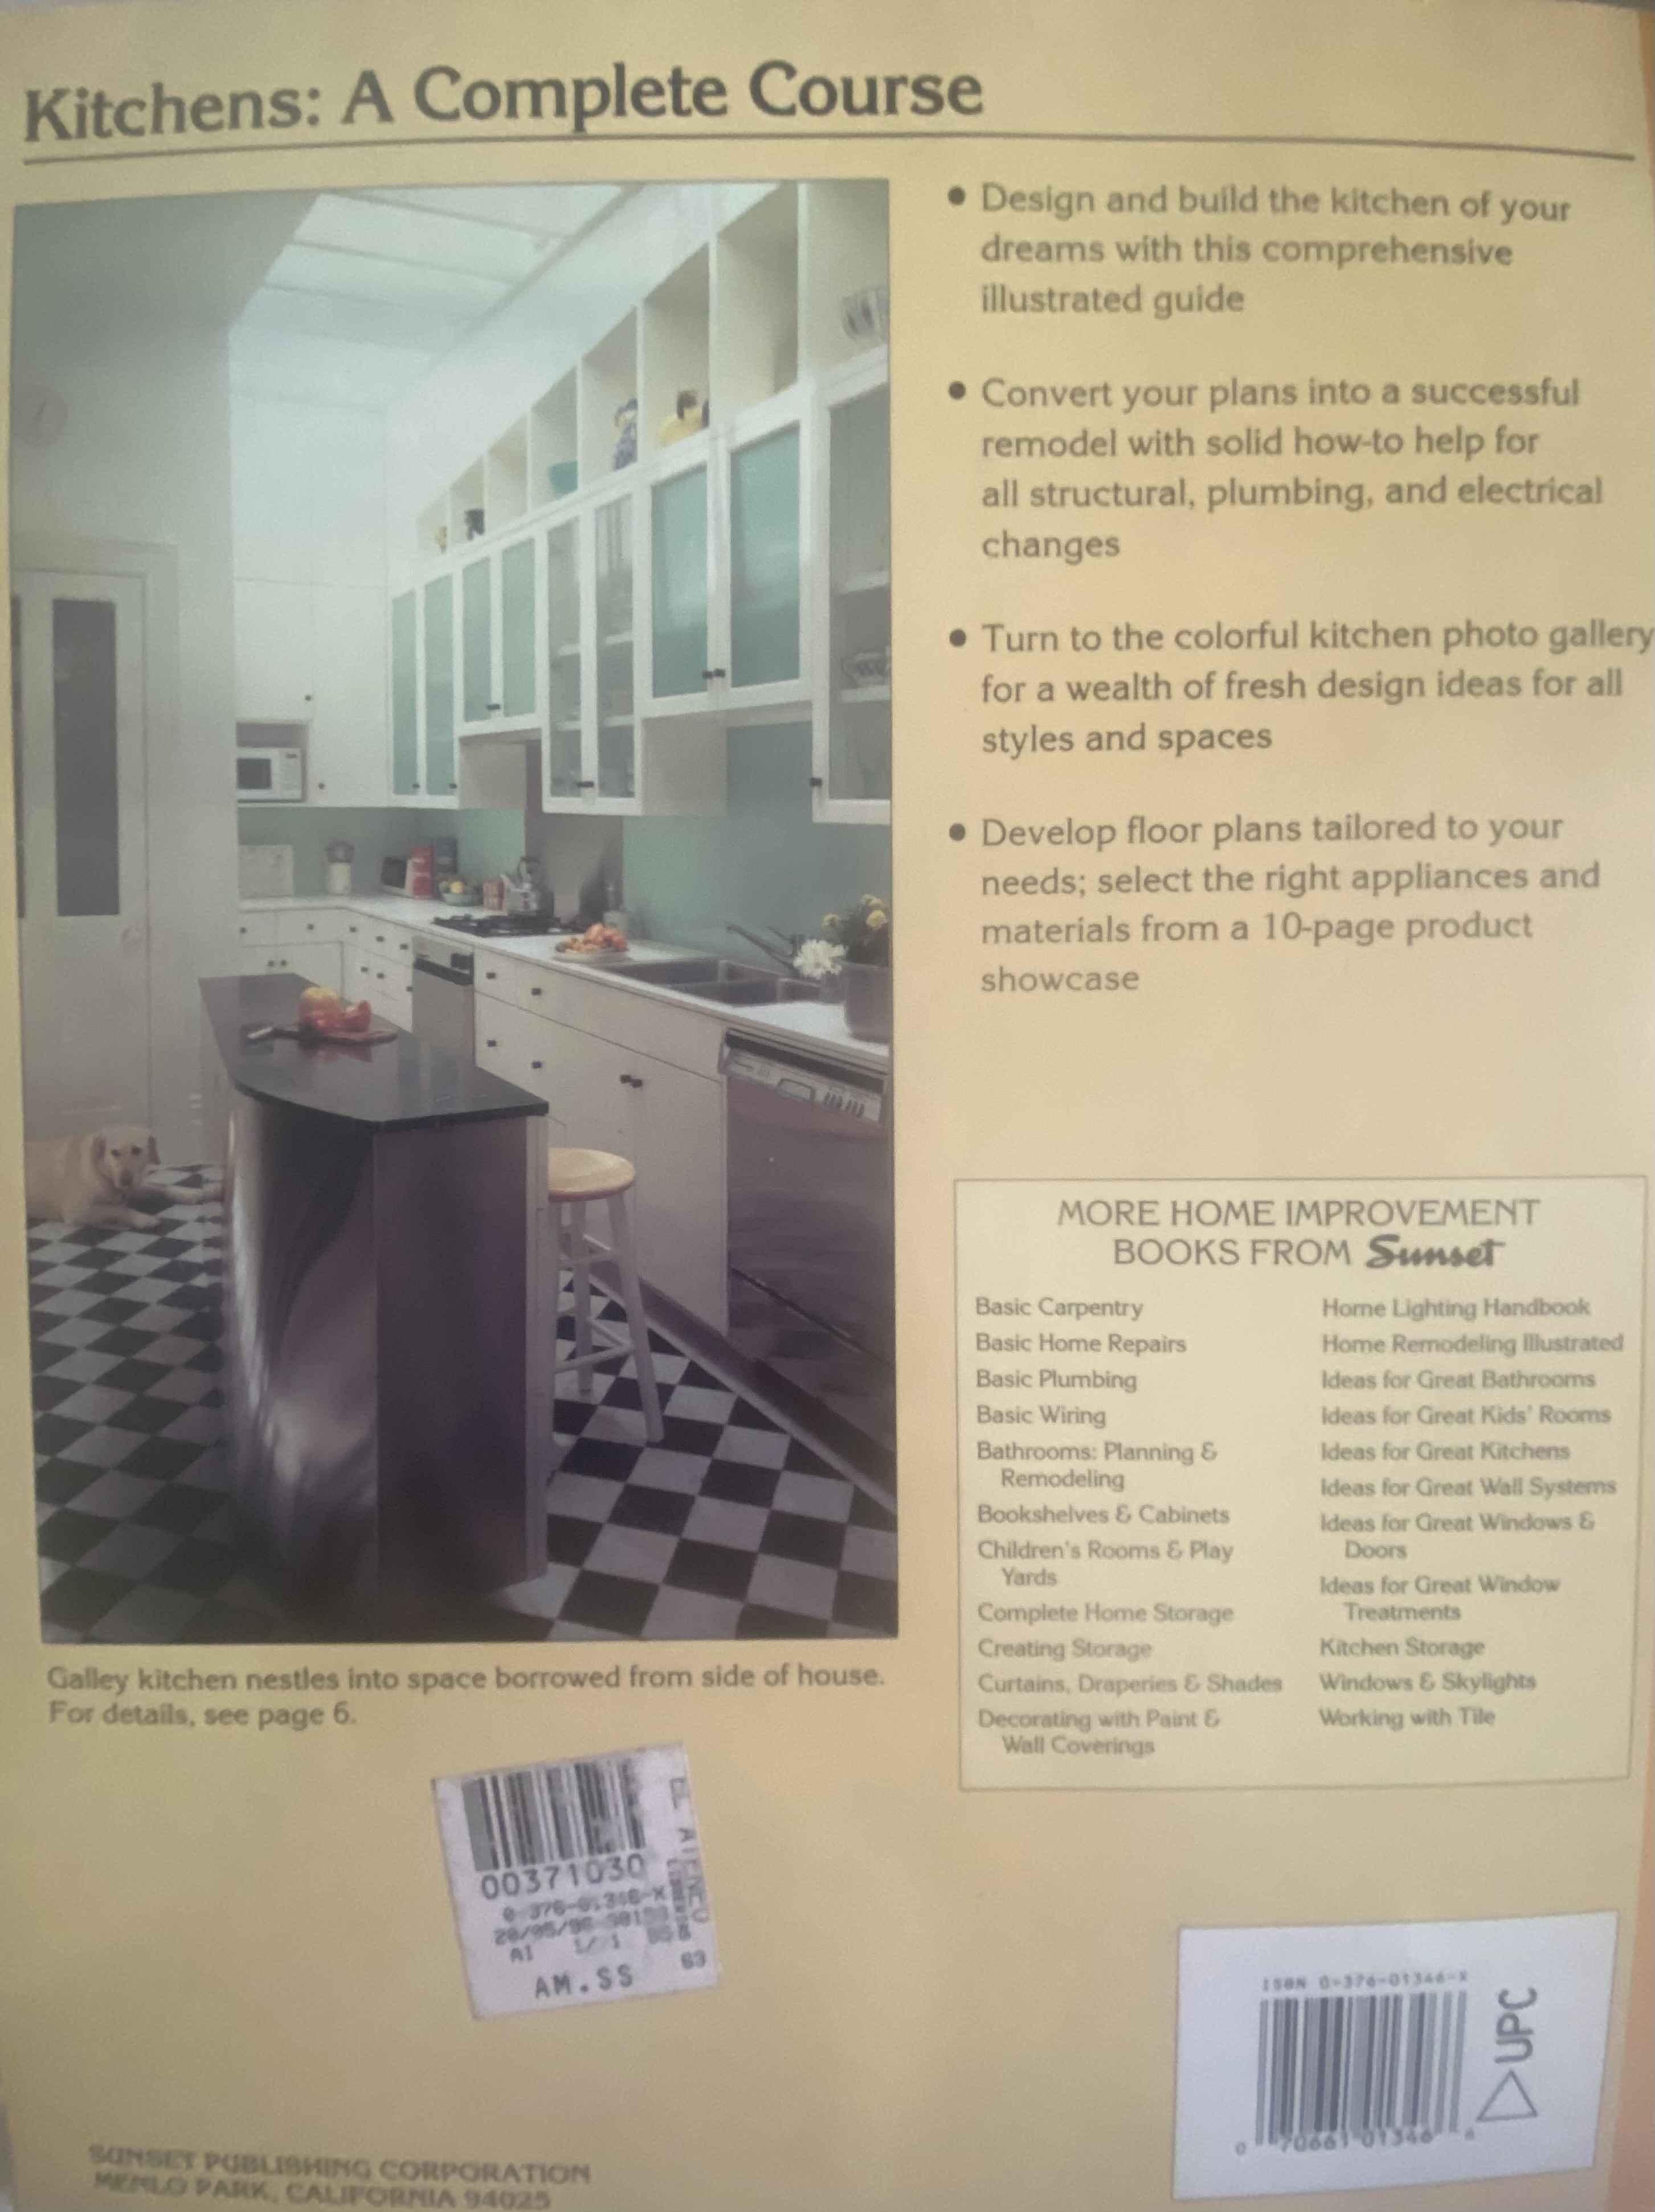 Kitchens: A Complete Course
• Design and build the kitchen of your
dreams with this comprehensive
illustrated guide
• Convert your plans into a successful
remodel with solid how-to help for
all structural, plumbing, and electrical
changes
• Turn to the colorful kitchen photo gallery
for a wealth of fresh design ideas for all
styles and spaces
• Develop floor plans tailored to your
needs; select the right appliances and
materials from a 10-page product
showcase
Galley kitchen nestles into space borrowed from side of house.
For details, see page 6.
MORE HOME IMPROVEMENT
BOOKS FROM Sunset
Basic Carpentry
Basic Home Repairs
Basic Plumbing
Basic Wiring
Bathrooms: Planning &
Remodeling
Bookshelves & Cabinets
Children's Rooms & Play
Yards
Complete Home Storage
Creating Storage
Curtains, Draperies & Shades
Decorating with Paint &
Wall Coverings
Home Lighting Handbook
Home Remodeling Illustrated
Ideas for Great Bathrooms
Ideas for Great Kids' Rooms
Ideas for Great Kitchens
Ideas for Great Wall Systems
Ideas for Great Windows &
Doors
Ideas for Great Window
Treatments
Kitchen Storage
Windows & Skylights
Working with Tile
00371030
A1 1/ 1
63
AM.SS
EL ATENEO
ISBN 0-376-01346-X
UPC
0 70661 01346 6
SUNSET PUBLISHING CORPORATION
MENLO PARK, CALIFORNIA 94025